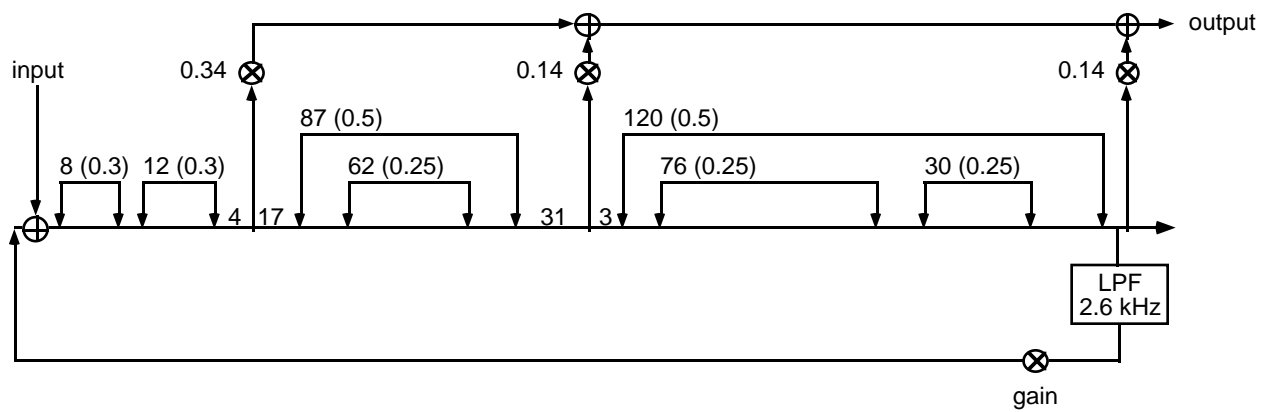 output
input
0.34
0.14
0.14
87 (0.5)
120 (0.5)
8 (0.3)
12 (0.3)
62 (0.25)
76 (0.25)
30 (0.25)
4
17
31
3
LPF
2.6 kHz
gain